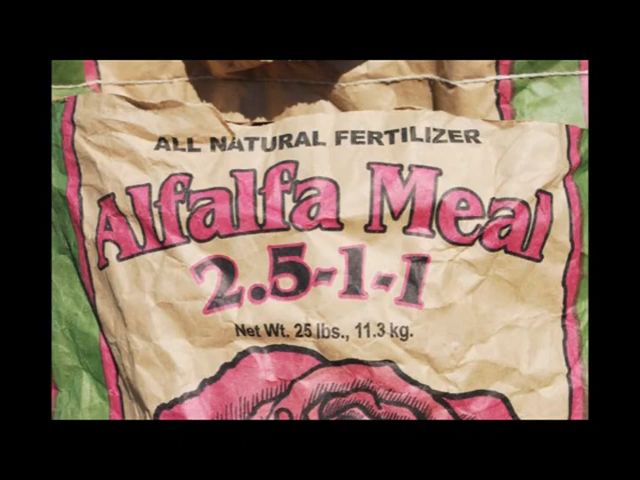 ALL NATURAL FERTILIZER
Alfalfa Meal
2.5-1-1
Net Wt. 25 lbs., 11.3 kg.